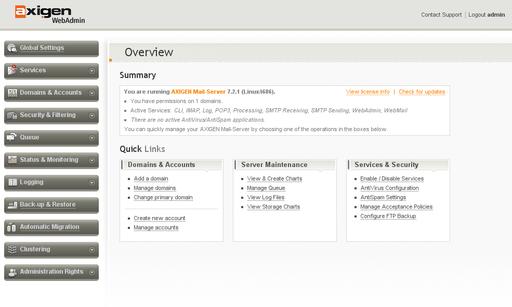 axigen
WebAdmin
Contact Support | Logout admin
Global Settings
Services
Domains & Accounts
Security & Filtering
Queue
Status & Monitoring
Logging
Back-up & Restore
Automatic Migration
Clustering
Administration Rights
Overview
Summary
You are running AXIGEN Mail Server 7.2.1 (Linux/i686).
View license info | Check for updates
You have permissions on 1 domains.
Active Services: CLI, IMAP, Log, POP3, Processing, SMTP Receiving, SMTP Sending, WebAdmin, WebMail
There are no active AntiVirus/AntiSpam applications.
You can quickly manage your AXIGEN Mail Server by choosing one of the operations in the boxes below.
Quick Links
Domains & Accounts
Add a domain
Manage domains
Change primary domain
Create new account
Manage accounts
Server Maintenance
View & Create Charts
Manage Queue
View Log Files
View Storage Charts
Services & Security
Enable / Disable Services
AntiVirus Configuration
AntiSpam Settings
Manage Acceptance Policies
Configure FTP Backup